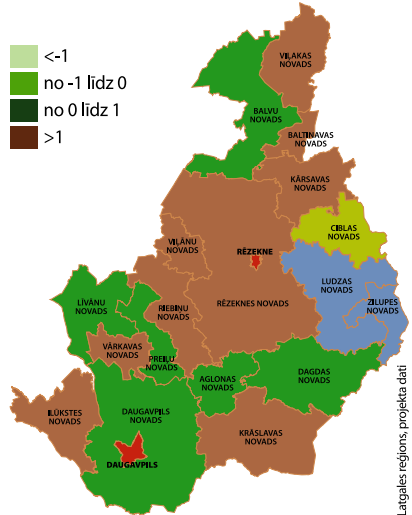 <-1
no -1 līdz 0
no 0 līdz 1
>1
VIĻAKAS
NOVADS
BALVU
NOVADS
BALTINAVAS
NOVADS
KĀRSAVAS
NOVADS
CIBLAS
NOVADS
VIĻĀNU
NOVADS
RĒZEKNE
LUDZAS
NOVADS
ZILUPES
NOVADS
RĒZEKNES NOVADS
LĪVĀNU
NOVADS
RIEBIŅU
NOVADS
VĀRKAVAS
NOVADS
PREIĻU
NOVADS
AGLONAS
NOVADS
DAGDAS
NOVADS
ILŪKSTES
NOVADS
DAUGAVPILS
NOVADS
KRĀSLAVAS
NOVADS
DAUGAVPILS
Latgales reģions, projekta dati